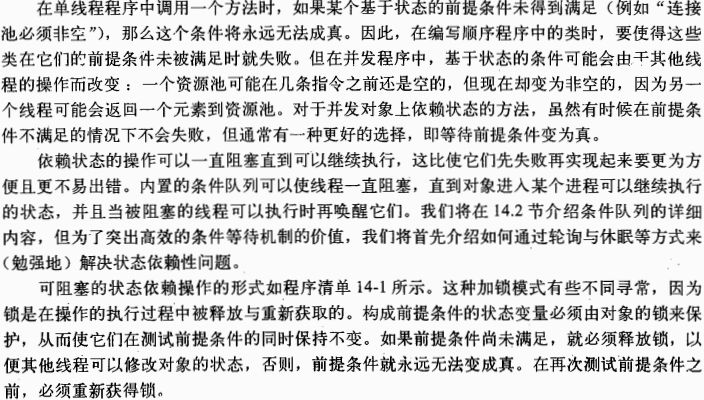 在单线程程序中调用一个方法时，如果某个基于状态的前提条件未得到满足（例如“连接
池必须非空”），那么这个条件将永远无法成真。因此，在编写顺序程序中的类时，要使得这些
类在它们的前提条件未被满足时就失败。但在并发程序中，基于状态的条件可能会由于其他线
程的操作而改变：一个资源池可能在几条指令之前还是空的，但现在却变为非空的，因为另一
个线程可能会返回一个元素到资源池。对于并发对象上依赖状态的方法，虽然有时候在前提条
件不满足的情况下不会失败，但通常有一种更好的选择，即等待前提条件变为真。
依赖状态的操作可以一直阻塞直到可以继续执行，这比使它们先失败再实现起来要更为方
便且更不易出错。内置的条件队列可以使线程一直阻塞，直到对象进入某个进程可以继续执行
的状态，并且当被阻塞的线程可以执行时再唤醒它们。我们将在 14.2 节介绍条件队列的详细
内容，但为了突出高效的条件等待机制的价值，我们将首先介绍如何通过轮询与休眠等方式来
（勉强地）解决状态依赖性问题。
可阻塞的状态依赖操作的形式如程序清单 14-1 所示。这种加锁模式有些不同寻常，因为
锁是在操作的执行过程中被释放与重新获取的。构成前提条件的状态变量必须由对象的锁来保
护，从而使它们在测试前提条件的同时保持不变。如果前提条件尚未满足，就必须释放锁，以
便其他线程可以修改对象的状态，否则，前提条件就永远无法变成真。在再次测试前提条件之
前，必须重新获得锁。